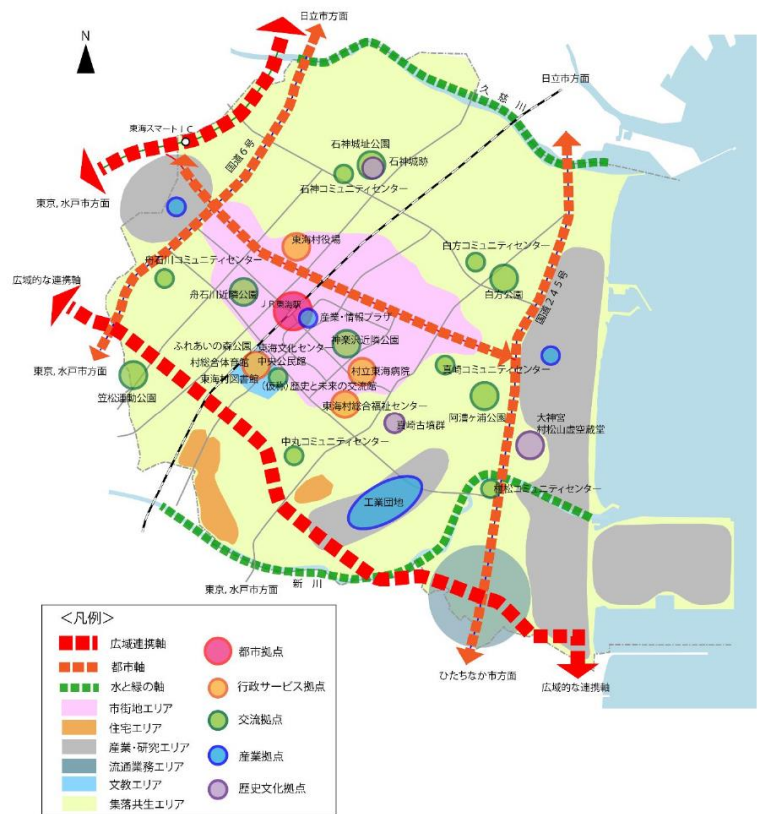 日立市方面
N
日立市方面
久慈川
東海スマートIC
国道6号
石神城址公園
石神城跡
石神コミュニティセンター
東京,水戸市方面
東海村役場
白方コミュニティセンター
舟石川コミュニティセンター
広域的な連携軸
白方公園
国道245号
舟石川近隣公園
JR東海駅
産業・情報プラザ
神楽沢近隣公園
ふれあいの森公園
東海文化センター
村総合体育館
中央公民館
東海村図書館
(仮称)歴史と未来の交流館
村立東海病院
真崎コミュニティセンター
東京,水戸市方面
笠松運動公園
東海村総合福祉センター
阿漕ヶ浦公園
真崎古墳群
大神宮
村松山虚空蔵堂
中丸コミュニティセンター
村松コミュニティセンター
工業団地
東京,水戸市方面
新川
ひたちなか市方面
広域的な連携軸
<凡例>
広域連携軸
都市軸
水と緑の軸
市街地エリア
住宅エリア
産業・研究エリア
流通業務エリア
文教エリア
集落共生エリア
都市拠点
行政サービス拠点
交流拠点
産業拠点
歴史文化拠点